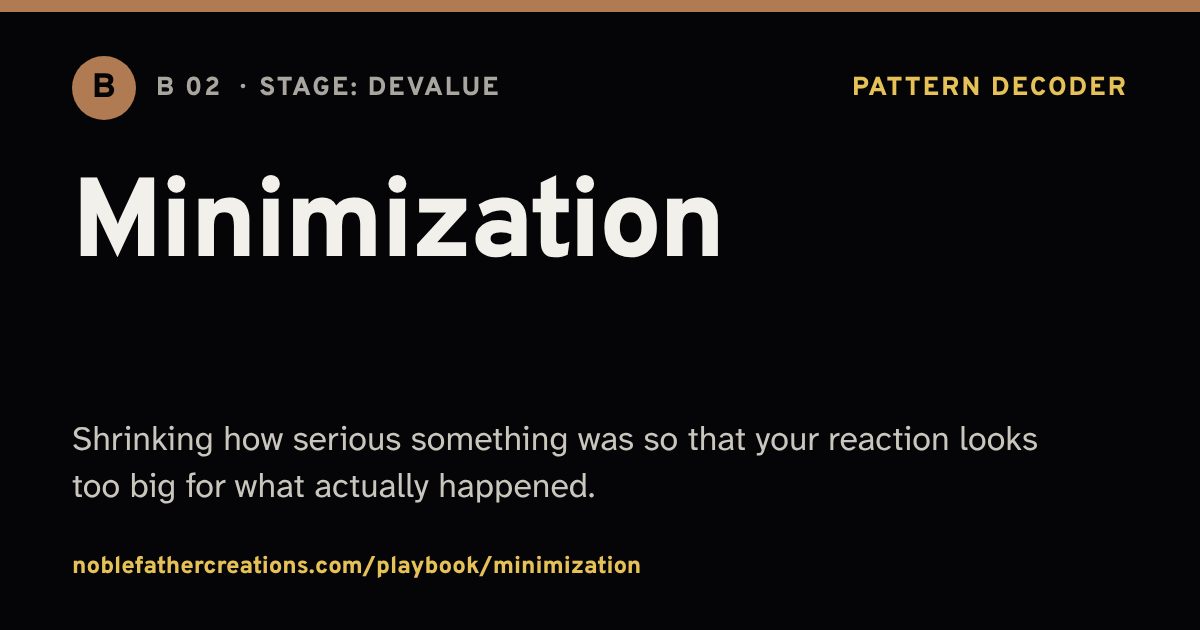 B
B 02 · STAGE: DEVALUE
PATTERN DECODER
Minimization
Shrinking how serious something was so that your reaction looks
too big for what actually happened.
noblefathercreations.com/playbook/minimization